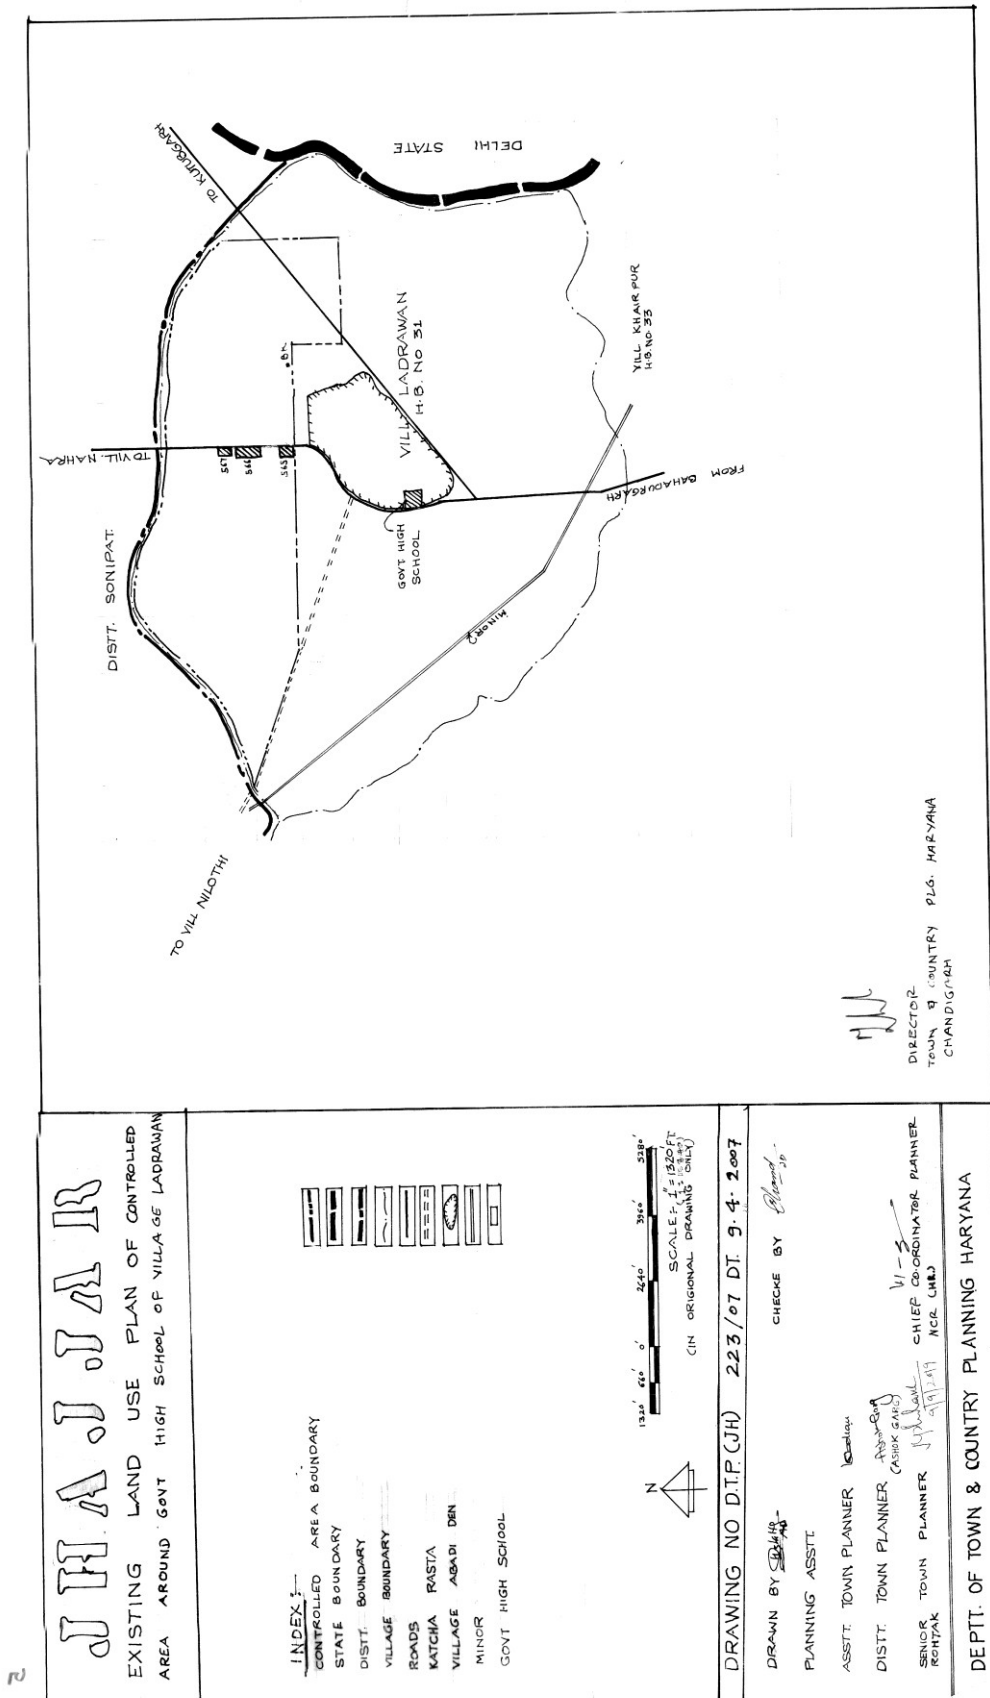 JHAJJAR
EXISTING LAND USE PLAN OF CONTROLLED
AREA AROUND GOVT HIGH SCHOOL OF VILLAGE LADRAWAN
INDEX:-
CONTROLLED AREA BOUNDARY
STATE BOUNDARY
DISTT. BOUNDARY
VILLAGE BOUNDARY
ROADS
KATCHA RASTA
VILLAGE ABADI DEH
MINOR
GOVT HIGH SCHOOL
N
1320' 660' 0' 2640' 3960' 5280'
SCALE:- 1"=1320 FT
(IN ORIGIONAL DRAWING ONLY)
DRAWING NO D.T.P. (JH) 223/07 DT. 9.4.2007
DRAWN BY
CHECKE BY
PLANNING ASSTT.
ASSTT. TOWN PLANNER
DISTT. TOWN PLANNER
(ASHOK GARG)
SENIOR TOWN PLANNER
ROHTAK
CHIEF CO-ORDINATOR PLANNER
NCR (HR.)
DEPTT. OF TOWN & COUNTRY PLANNING HARYANA
DISTT. SONIPAT.
TO VILL. NAHRA
TO KUTUBGARH
DELHI STATE
567
566
565
B.K.
VILL LADRAWAN
H.B. NO 31
GOVT HIGH
SCHOOL
MINOR
VILL KHAIRPUR
H.B. NO. 33
FROM BAHADURGARH
TO VILL NILOTHI
DIRECTOR
TOWN & COUNTRY PLG. HARYANA
CHANDIGARH